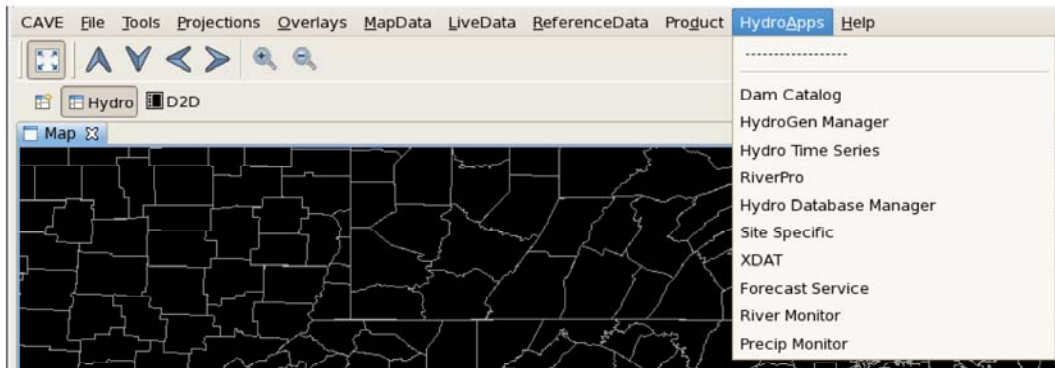 CAVE File Tools Projections Overlays MapData LiveData ReferenceData Product HydroApps Help
------------------
Hydro D2D
Map
Dam Catalog
HydroGen Manager
Hydro Time Series
RiverPro
Hydro Database Manager
Site Specific
XDAT
Forecast Service
River Monitor
Precip Monitor